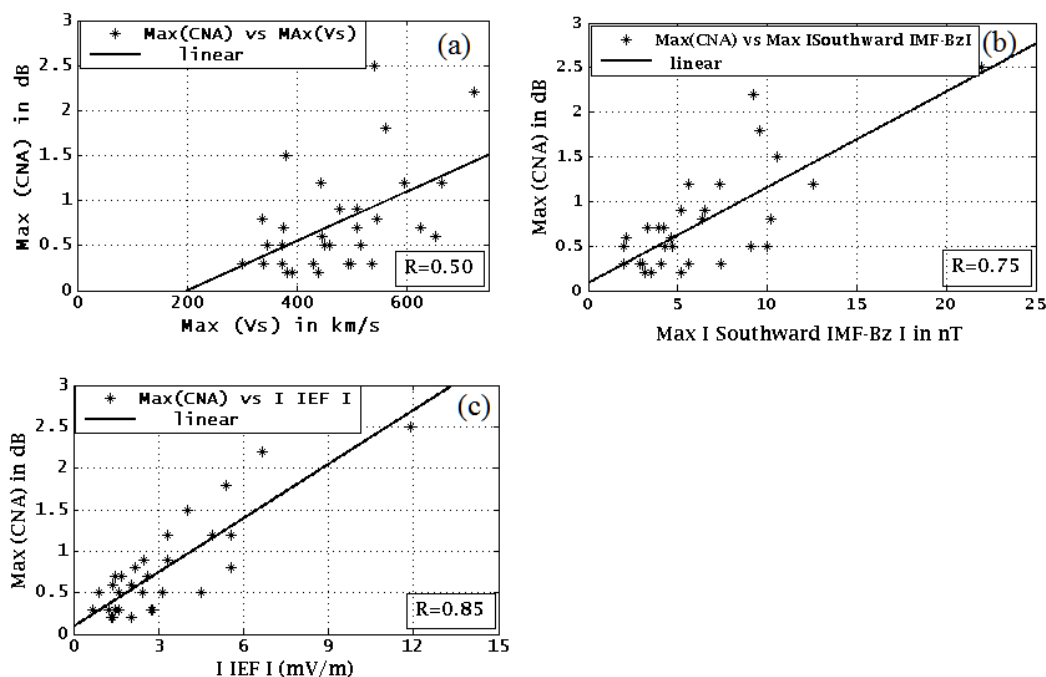 Max(CNA) vs MAx(Vs)
linear
(a)
Max (CNA) in dB
3
2.5
2
1.5
1
0.5
0
R=0.50
0 200 400 600
Max (Vs) in km/s
Max(CNA) vs Max ISouthward IMF-BzI
linear
(b)
Max (CNA) in dB
3
2.5
2
1.5
1
0.5
0
R=0.75
0 5 10 15 20 25
Max I Southward IMF-Bz I in nT
Max(CNA) vs I IEF I
linear
(c)
Max (CNA) in dB
3
2.5
2
1.5
1
0.5
0
R=0.85
0 3 6 9 12 15
I IEF I (mV/m)